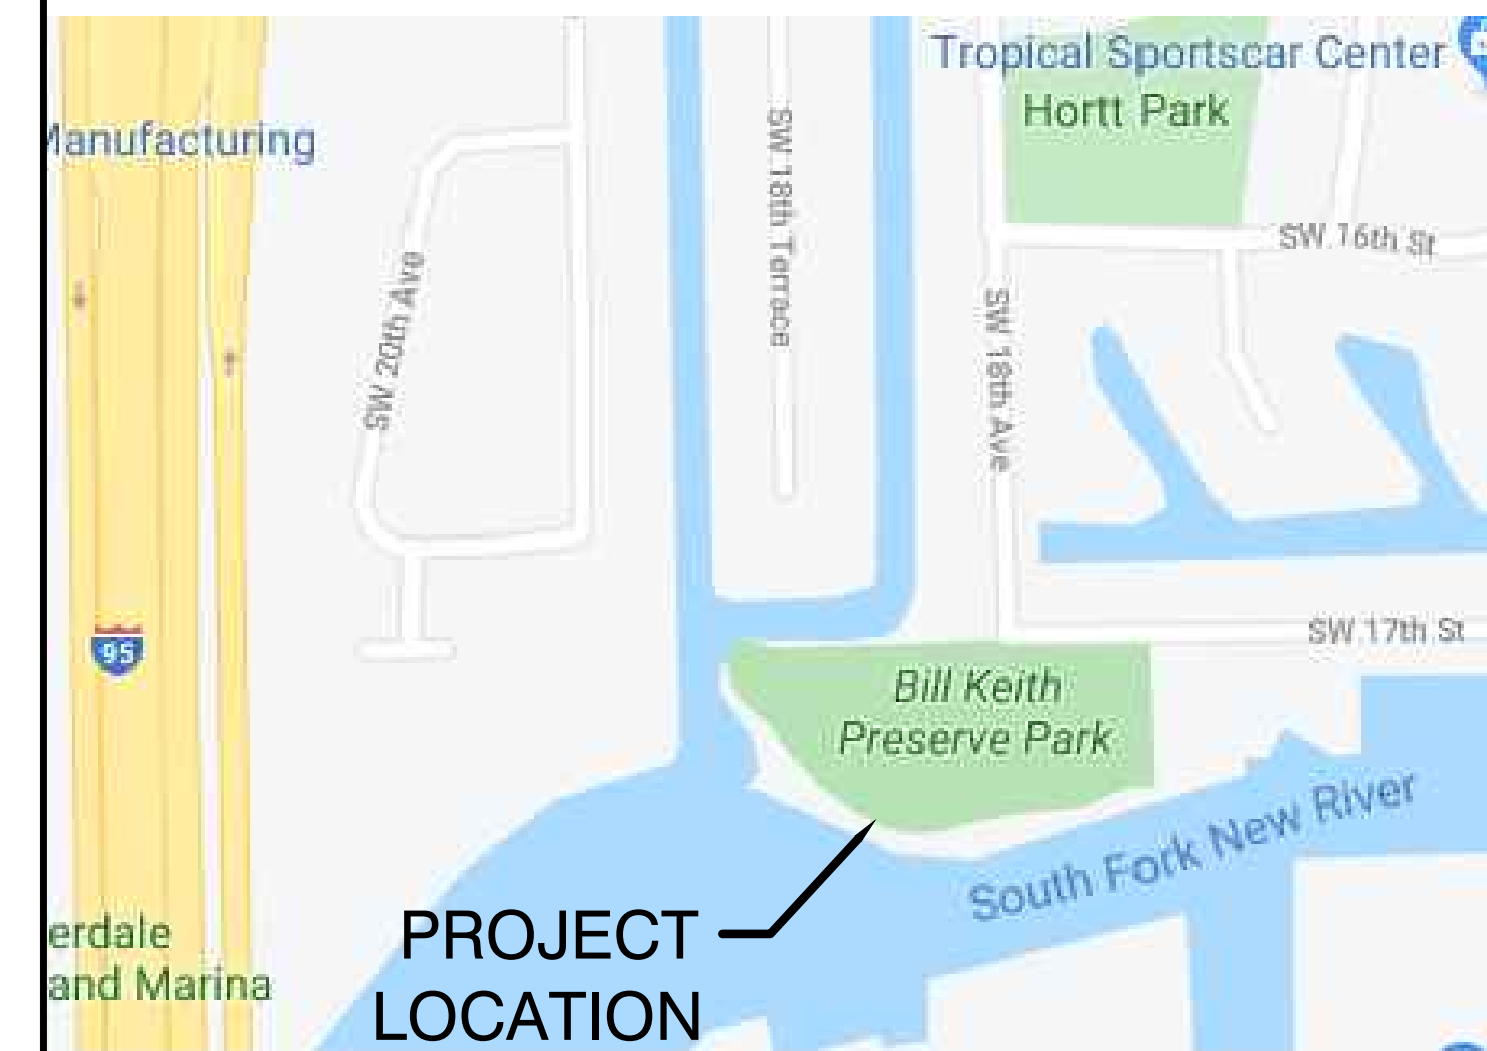 Tropical Sportscar Center
Hortt Park
Manufacturing
SW 18th Terrace
SW 16th St
SW 20th Ave
SW 18th Ave
95
SW 17th St
Bill Keith
Preserve Park
South Fork New River
erdale
and Marina
PROJECT
LOCATION